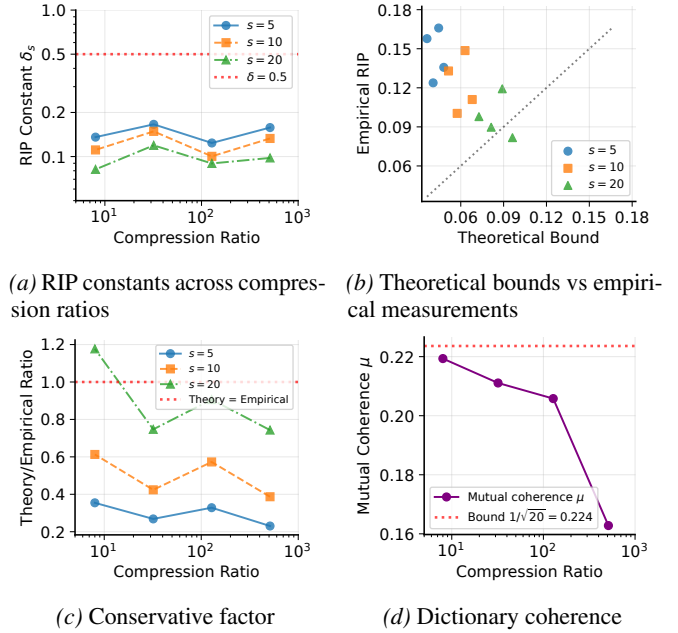 1.0
0.5
0.2
0.1
RIP Constant δₛ
s = 5
s = 10
s = 20
δ = 0.5
10¹ 10² 10³
Compression Ratio
(a) RIP constants across compres-
sion ratios
0.18
0.15
0.12
0.09
0.06
Empirical RIP
s = 5
s = 10
s = 20
0.06 0.09 0.12 0.15 0.18
Theoretical Bound
(b) Theoretical bounds vs empiri-
cal measurements
1.2
1.0
0.8
0.6
0.4
0.2
Theory/Empirical Ratio
s = 5
s = 10
s = 20
Theory = Empirical
10¹ 10² 10³
Compression Ratio
(c) Conservative factor
0.22
0.20
0.18
0.16
Mutual Coherence μ
Mutual coherence μ
Bound 1/√20 = 0.224
10¹ 10² 10³
Compression Ratio
(d) Dictionary coherence